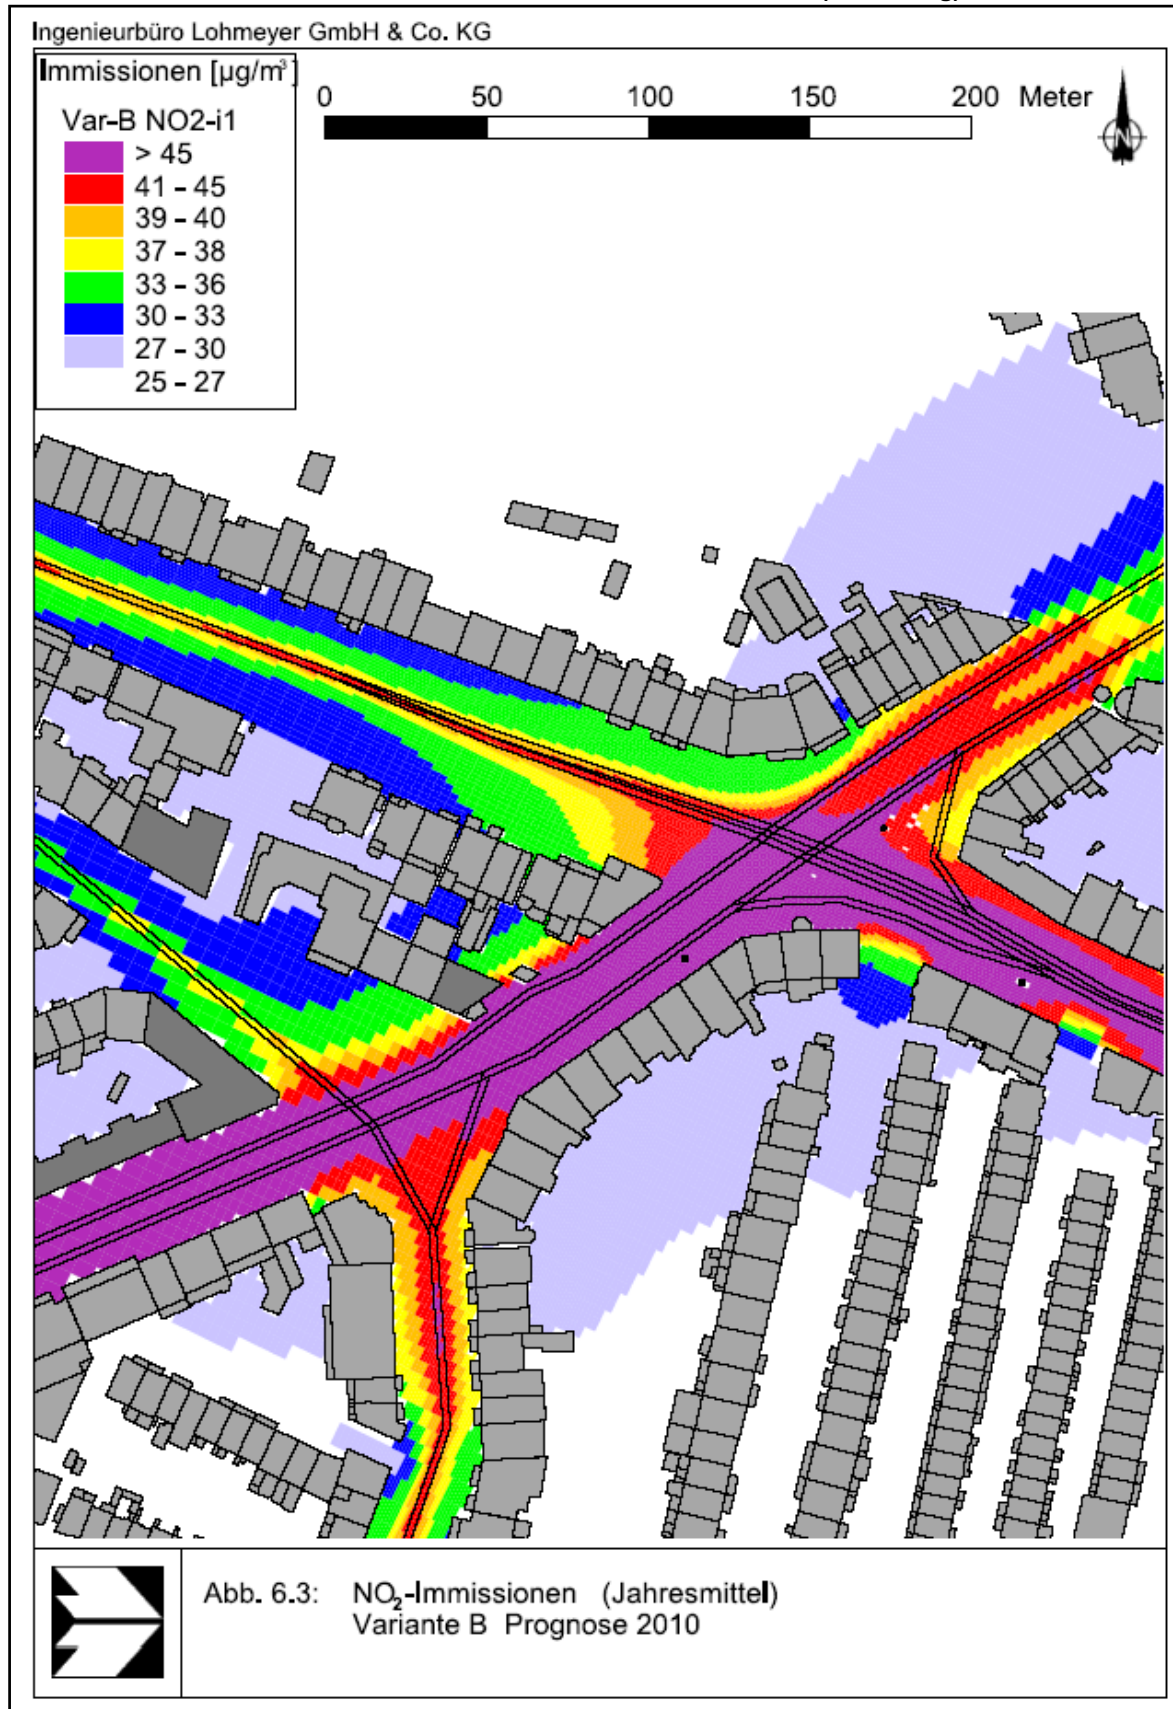 Ingenieurbüro Lohmeyer GmbH & Co. KG
Immissionen [µg/m³]
0 50 100 150 200 Meter
N
Var-B NO2-i1
> 45
41 - 45
39 - 40
37 - 38
33 - 36
30 - 33
27 - 30
25 - 27
Abb. 6.3: NO₂-Immissionen (Jahresmittel)
Variante B Prognose 2010